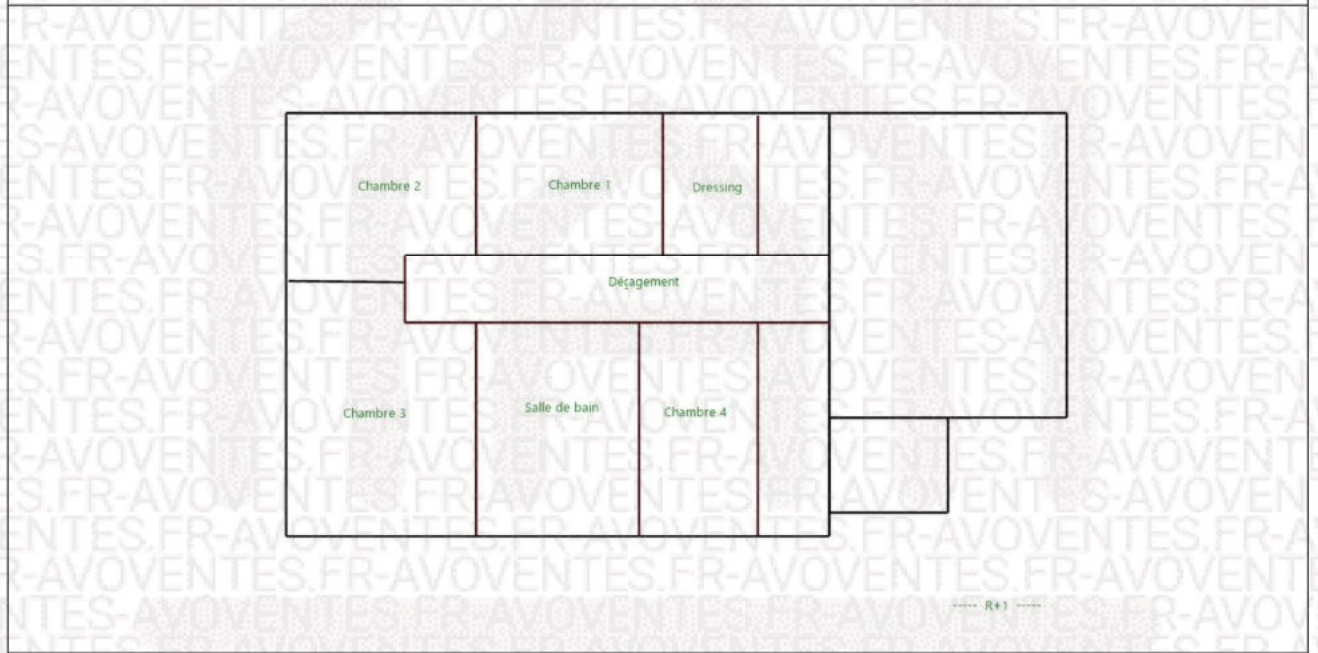 Chambre 2
Chambre 1
Dressing
Dégagement
Chambre 3
Salle de bain
Chambre 4
----- R+1 -----